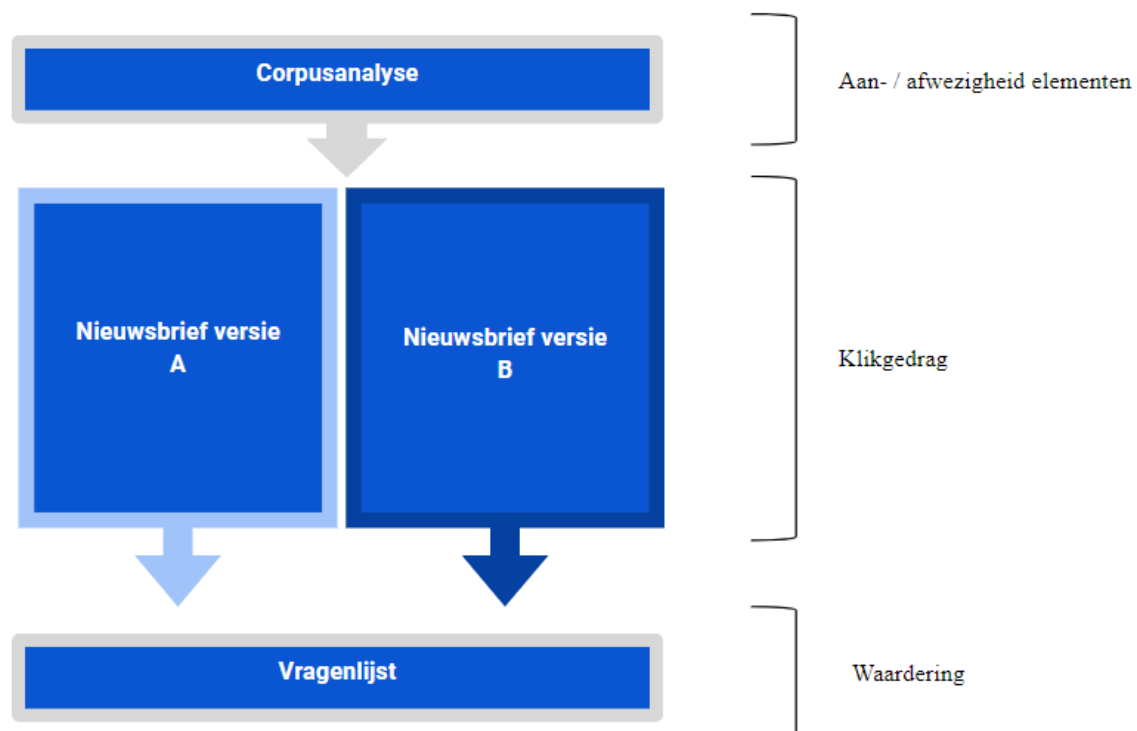 Corpusanalyse
Aan- / afwezigheid elementen
Nieuwsbrief versie
A
Nieuwsbrief versie
B
Klikgedrag
Vragenlijst
Waardering